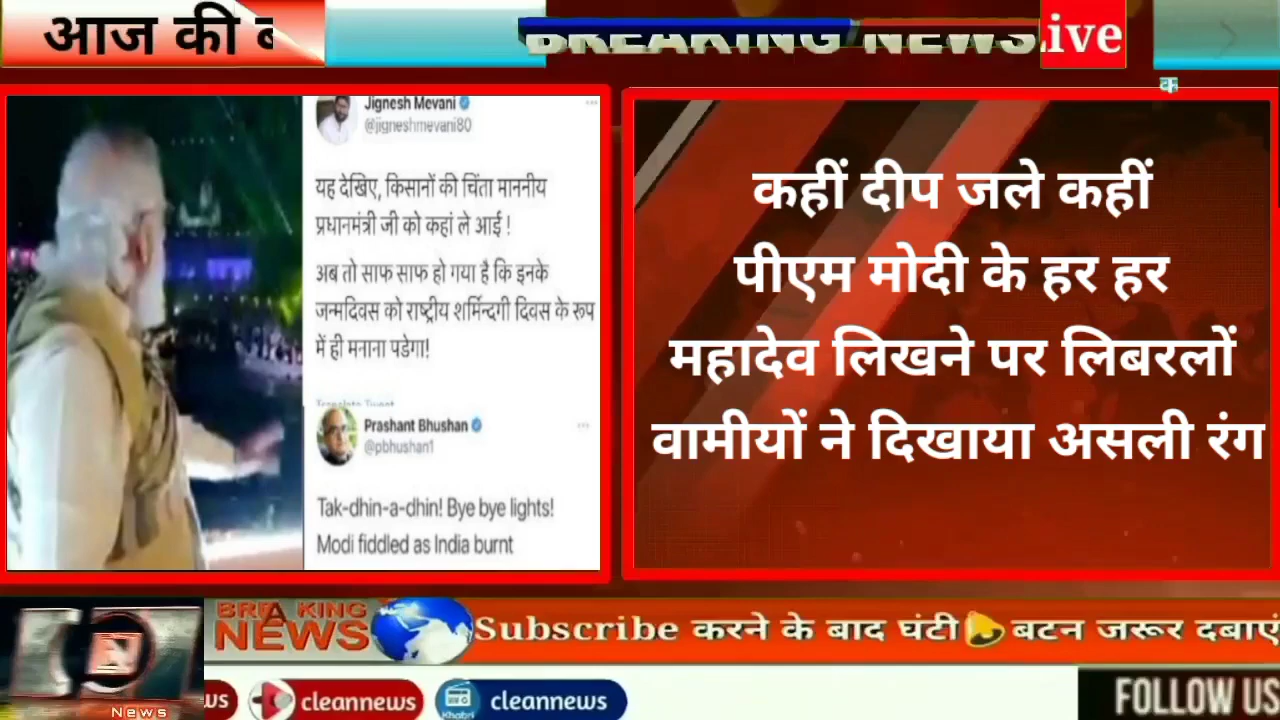 आज की
BREAKING NEWS
Live
Jignesh Mevani
@jigneshmevani80
यह देखिए, किसानों की चिंता माननीय
प्रधानमंत्री जी को कहां ले आई !
अब तो साफ साफ हो गया है कि इनके
जन्मदिवस को राष्ट्रीय शर्मिन्दगी दिवस के रूप
में ही मनाना पडेगा!
Translate Tweet
Prashant Bhushan
@pbhushan1
Tak-dhin-a-dhin! Bye bye lights!
Modi fiddled as India burnt
कहीं दीप जले कहीं
पीएम मोदी के हर हर
महादेव लिखने पर लिबरलों
वामीयों ने दिखाया असली रंग
BREAKING
NEWS
Subscribe करने के बाद घंटी बटन जरूर दबाएं
N
News
cleannews
Khabri
cleannews
FOLLOW US